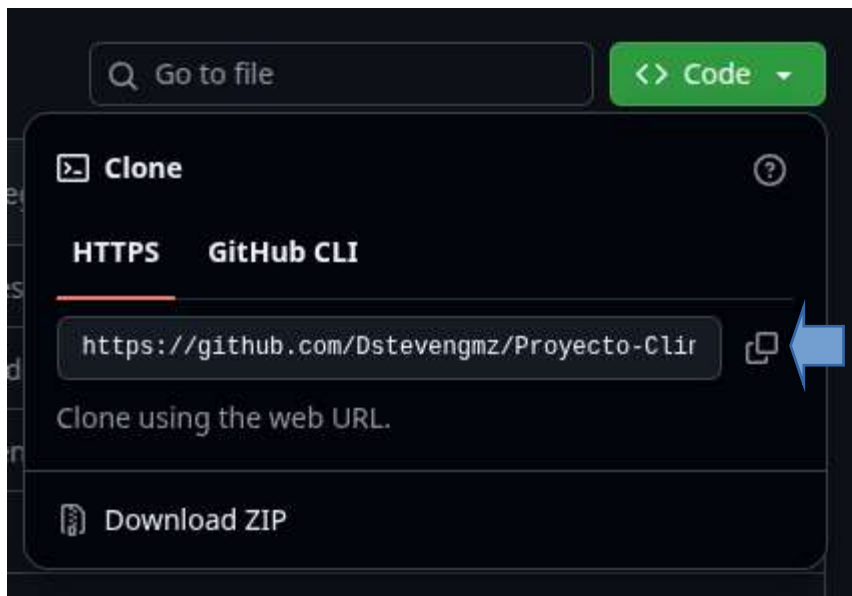 Go to file
<> Code
Clone
HTTPS GitHub CLI
https://github.com/Dstevengmz/Proyecto-Clin
Clone using the web URL.
Download ZIP